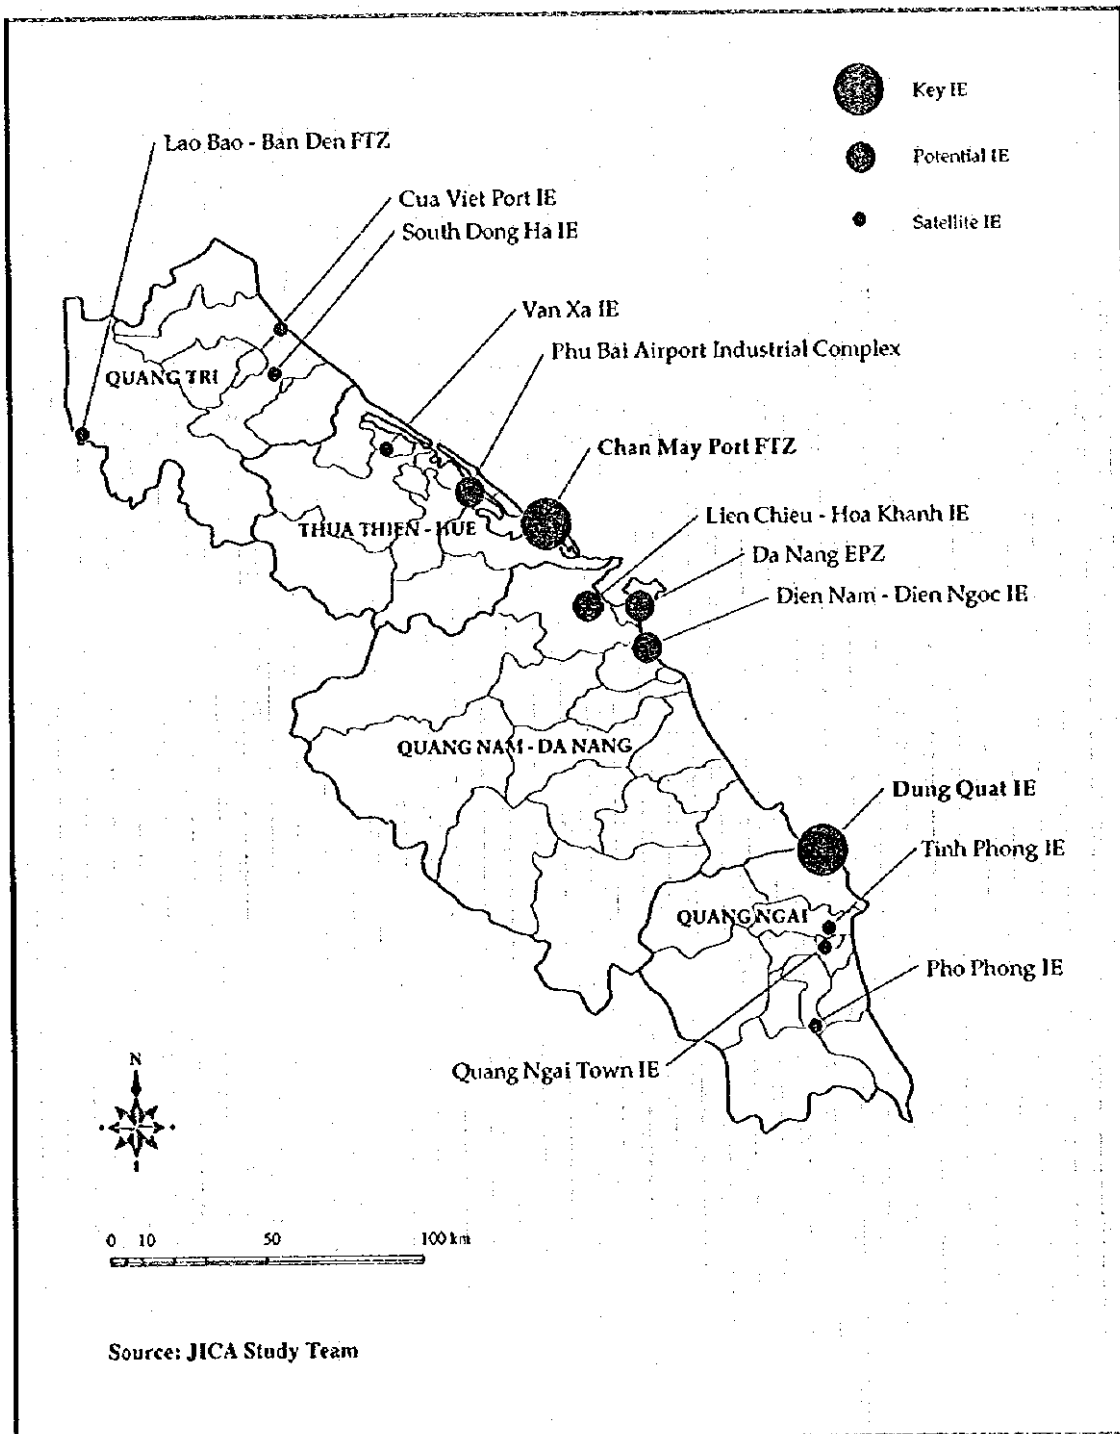 Key IE
Potential IE
Satellite IE
Lao Bao - Ban Den FTZ
Cua Viet Port IE
South Dong Ha IE
Van Xa IE
Phu Bai Airport Industrial Complex
QUANG TRI
Chan May Port FTZ
Lien Chieu - Hoa Khanh IE
THUA THIEN - HUE
Da Nang EPZ
Dien Nam - Dien Ngoc IE
QUANG NAM - DA NANG
Dung Quat IE
Tinh Phong IE
QUANG NGAI
Pho Phong IE
Quang Ngai Town IE
N
0 10 50 100 km
Source: JICA Study Team